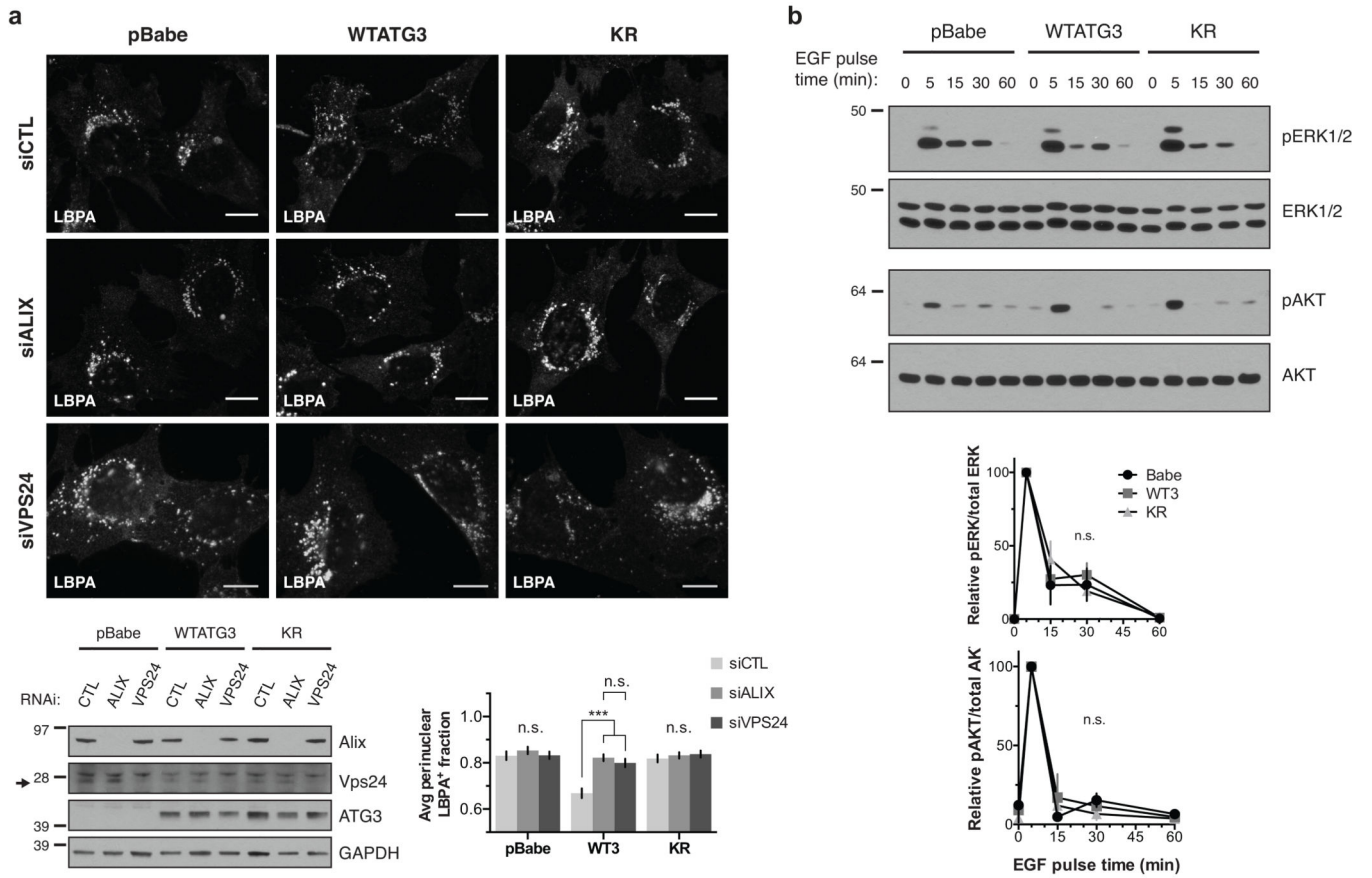 a
pBabe WTATG3 KR
siCTL
LBPA LBPA LBPA
siALIX
LBPA LBPA LBPA
siVPS24
LBPA LBPA LBPA
pBabe WTATG3 KR
RNAi: CTL ALIX VPS24 CTL ALIX VPS24 CTL ALIX VPS24
97 Alix
28 Vps24
39 ATG3
39 GAPDH
siCTL
siALIX
siVPS24
Avg perinuclear
LBPA+ fraction
1.0
0.8
0.6
n.s. *** n.s. n.s.
pBabe WT3 KR
b
pBabe WTATG3 KR
EGF pulse
time (min): 0 5 15 30 60 0 5 15 30 60 0 5 15 30 60
50 pERK1/2
50 ERK1/2
64 pAKT
64 AKT
Relative pERK/total ERK
100
50
0
Babe
WT3
KR
n.s.
0 15 30 45 60
Relative pAKT/total AK
100
50
0
n.s.
0 15 30 45 60
EGF pulse time (min)